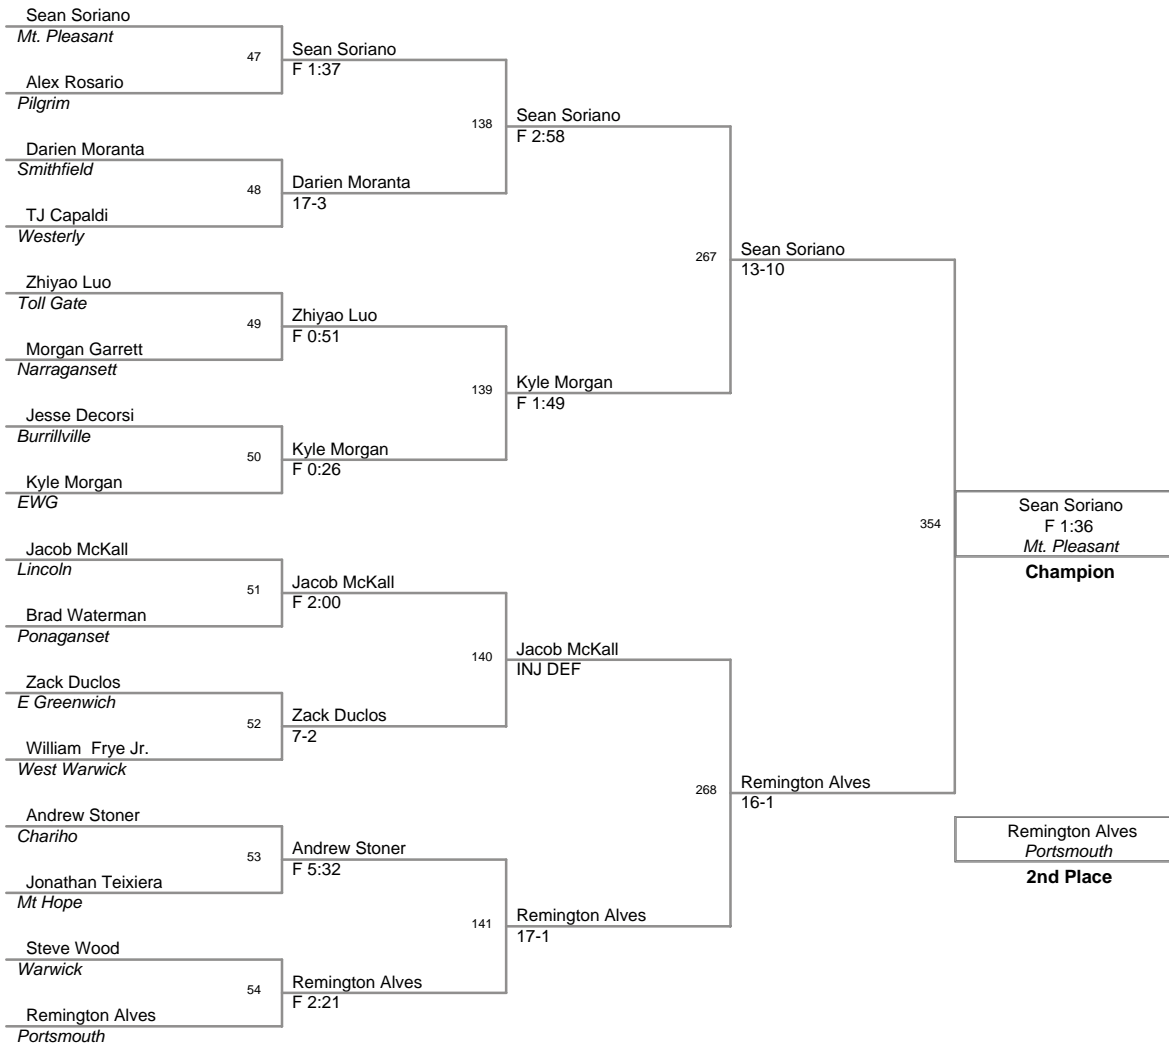 Sean Soriano
Mt. Pleasant
47
Alex Rosario
Pilgrim
Sean Soriano
F 1:37
Darien Moranta
Smithfield
48
TJ Capaldi
Westerly
Darien Moranta
17-3
138
Sean Soriano
F 2:58
Zhiyao Luo
Toll Gate
49
Morgan Garrett
Narragansett
Zhiyao Luo
F 0:51
Jesse Decorsi
Burrillville
50
Kyle Morgan
EWG
Kyle Morgan
F 0:26
139
Kyle Morgan
F 1:49
267
Sean Soriano
13-10
Jacob McKall
Lincoln
51
Brad Waterman
Ponaganset
Jacob McKall
F 2:00
Zack Duclos
E Greenwich
52
William  Frye Jr.
West Warwick
Zack Duclos
7-2
140
Jacob McKall
INJ DEF
Andrew Stoner
Chariho
53
Jonathan Teixiera
Mt Hope
Andrew Stoner
F 5:32
Steve Wood
Warwick
54
Remington Alves
Portsmouth
Remington Alves
F 2:21
141
Remington Alves
17-1
268
Remington Alves
16-1
354
Sean Soriano
F 1:36
Mt. Pleasant
Champion
Remington Alves
Portsmouth
2nd Place